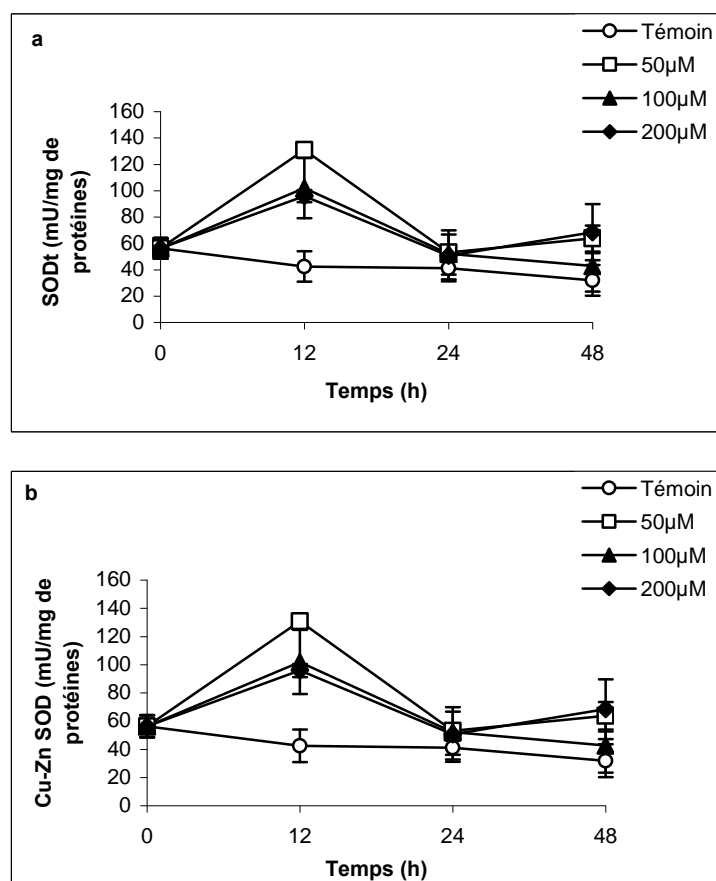 a
Témoin
50µM
100µM
200µM
160
140
120
100
80
60
40
20
0
SODt (mU/mg de
protéines)
0 12 24 48
Temps (h)
b
Témoin
50µM
100µM
200µM
160
140
120
100
80
60
40
20
0
Cu-Zn SOD (mU/mg de
protéines)
0 12 24 48
Temps (h)